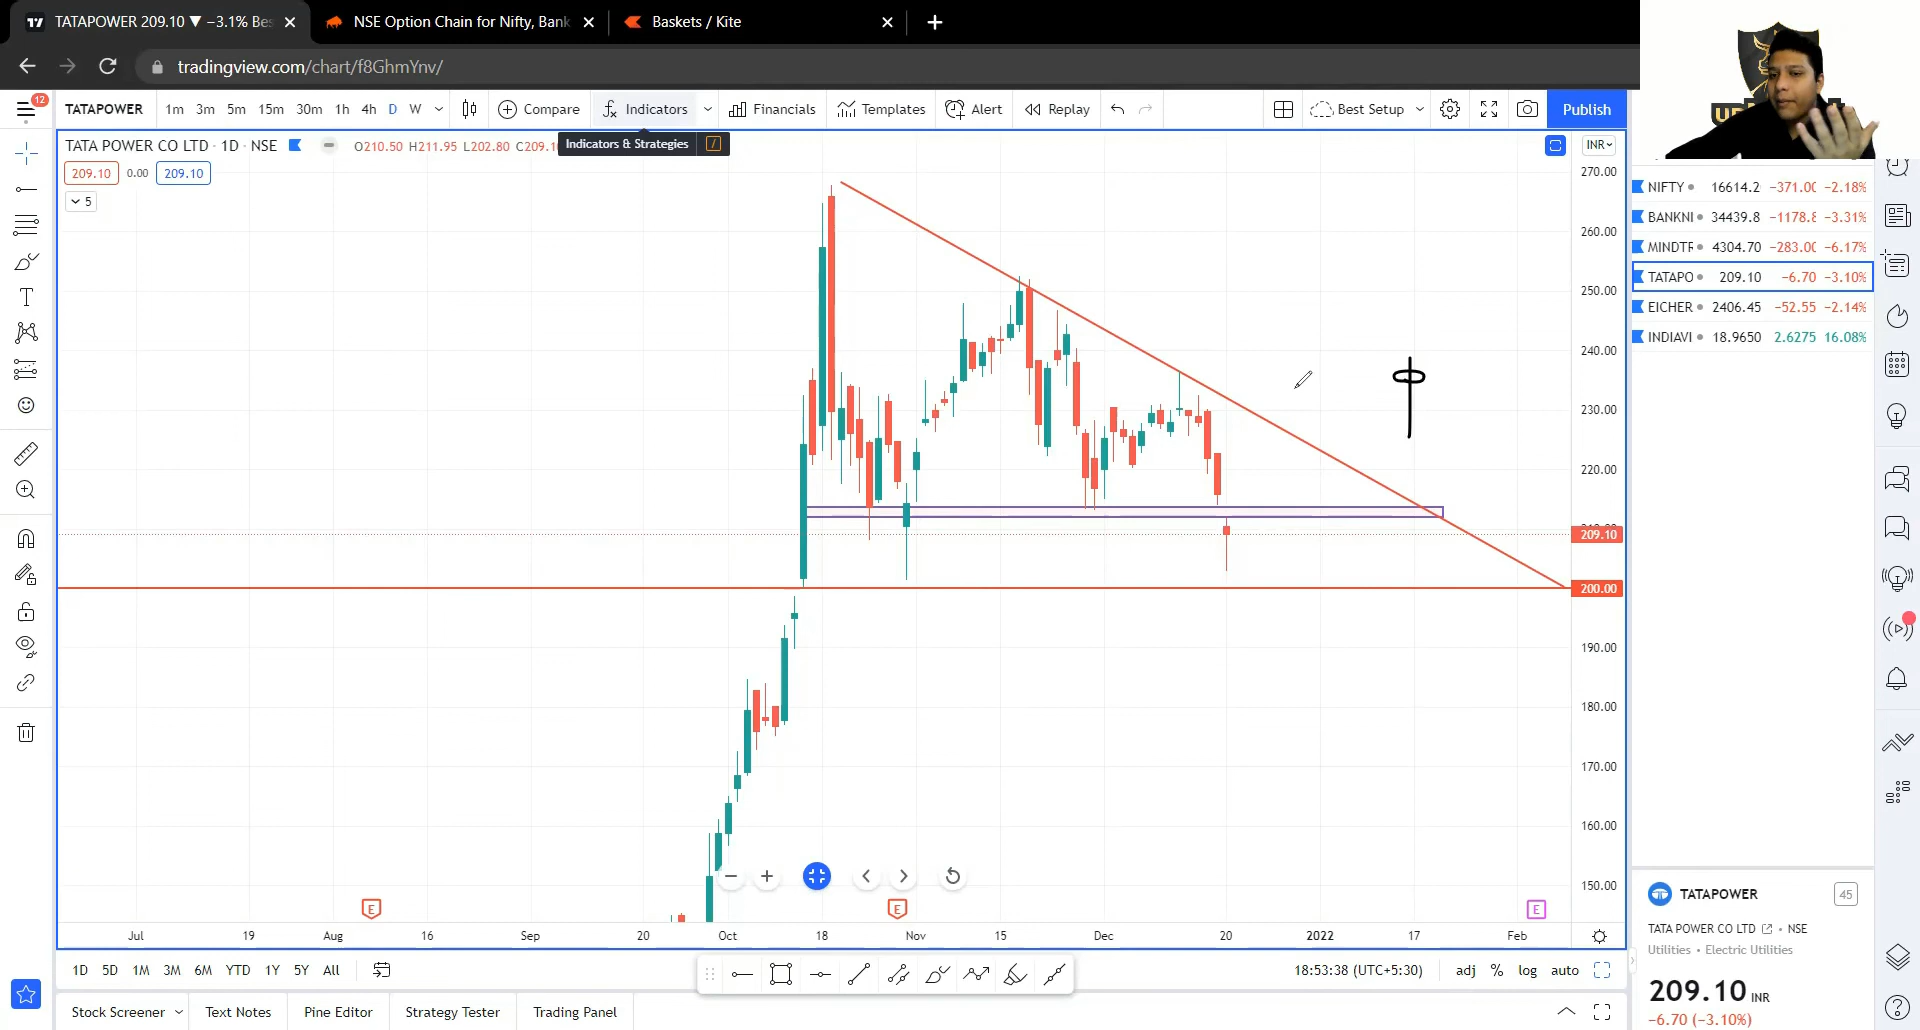 TATAPOWER 209.10 ▼ −3.1% Bes
NSE Option Chain for Nifty, Bank
Baskets / Kite
tradingview.com/chart/f8GhmYnv/
12
TATAPOWER 1m 3m 5m 15m 30m 1h 4h D W Compare Indicators Financials Templates Alert Replay Best Setup Publish
Indicators & Strategies /
TATA POWER CO LTD · 1D · NSE O210.50 H211.95 L202.80 C209.10
INR
209.10 0.00 209.10
5
270.00
260.00
250.00
240.00
230.00
220.00
209.10
200.00
190.00
180.00
170.00
160.00
150.00
NIFTY 16614.2 −371.00 −2.18%
BANKNI 34439.8 −1178.8 −3.31%
MINDTR 4304.70 −283.00 −6.17%
TATAPO 209.10 −6.70 −3.10%
EICHER 2406.45 −52.55 −2.14%
INDIAVI 18.9650 2.6275 16.08%
E E E
Jul 19 Aug 16 Sep 20 Oct 18 Nov 15 Dec 20 2022 17 Feb
1D 5D 1M 3M 6M YTD 1Y 5Y All
18:53:38 (UTC+5:30) adj % log auto
Stock Screener Text Notes Pine Editor Strategy Tester Trading Panel
TATAPOWER 45
TATA POWER CO LTD · NSE
Utilities · Electric Utilities
209.10 INR
−6.70 (−3.10%)